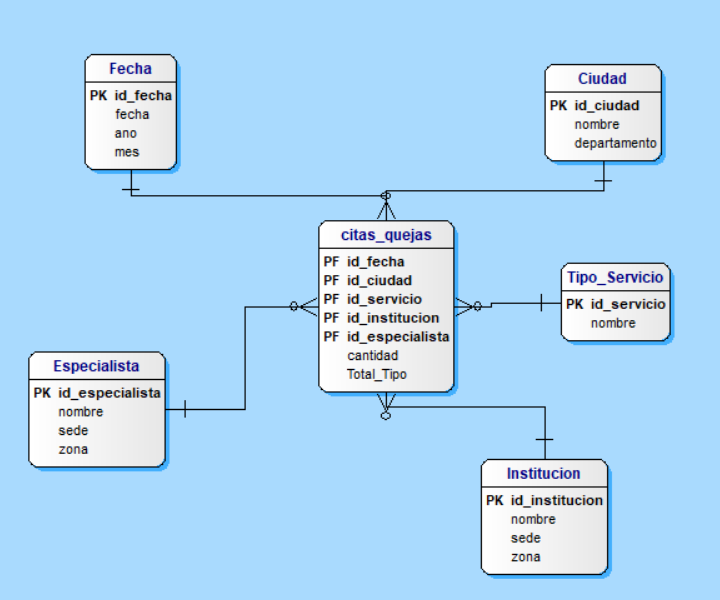 Fecha
PK id_fecha
fecha
ano
mes
Ciudad
PK id_ciudad
nombre
departamento
citas_quejas
PF id_fecha
PF id_ciudad
PF id_servicio
PF id_institucion
PF id_especialista
cantidad
Total_Tipo
Tipo_Servicio
PK id_servicio
nombre
Especialista
PK id_especialista
nombre
sede
zona
Institucion
PK id_institucion
nombre
sede
zona